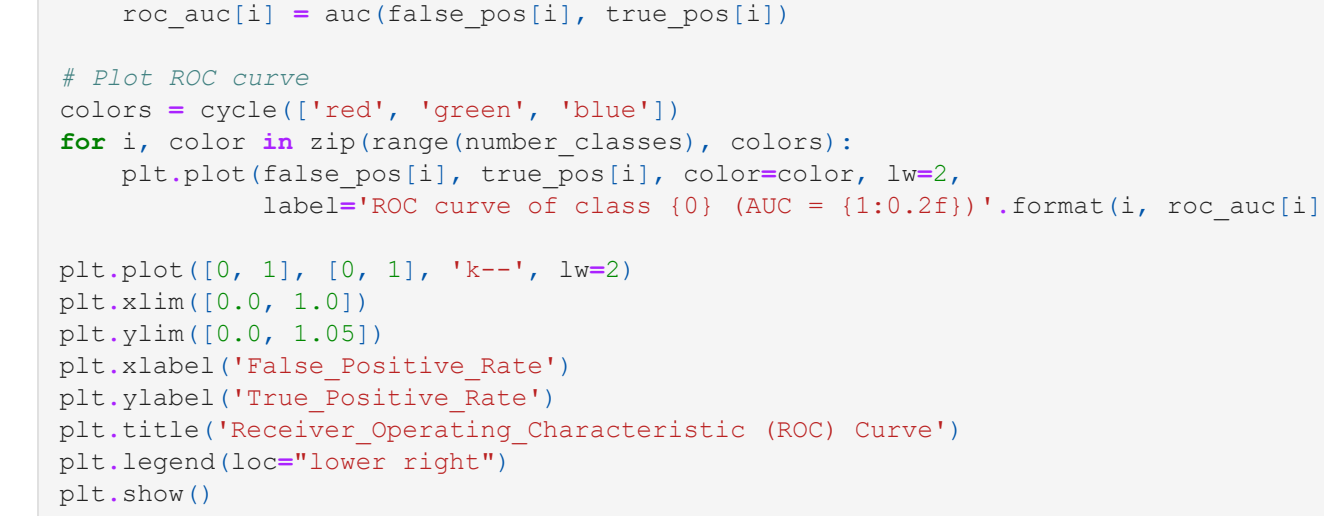 roc_auc[i] = auc(false_pos[i], true_pos[i])

# Plot ROC curve
colors = cycle(['red', 'green', 'blue'])
for i, color in zip(range(number_classes), colors):
    plt.plot(false_pos[i], true_pos[i], color=color, lw=2,
             label='ROC curve of class {0} (AUC = {1:0.2f})'.format(i, roc_auc[i]

plt.plot([0, 1], [0, 1], 'k--', lw=2)
plt.xlim([0.0, 1.0])
plt.ylim([0.0, 1.05])
plt.xlabel('False_Positive_Rate')
plt.ylabel('True_Positive_Rate')
plt.title('Receiver_Operating_Characteristic (ROC) Curve')
plt.legend(loc="lower right")
plt.show()